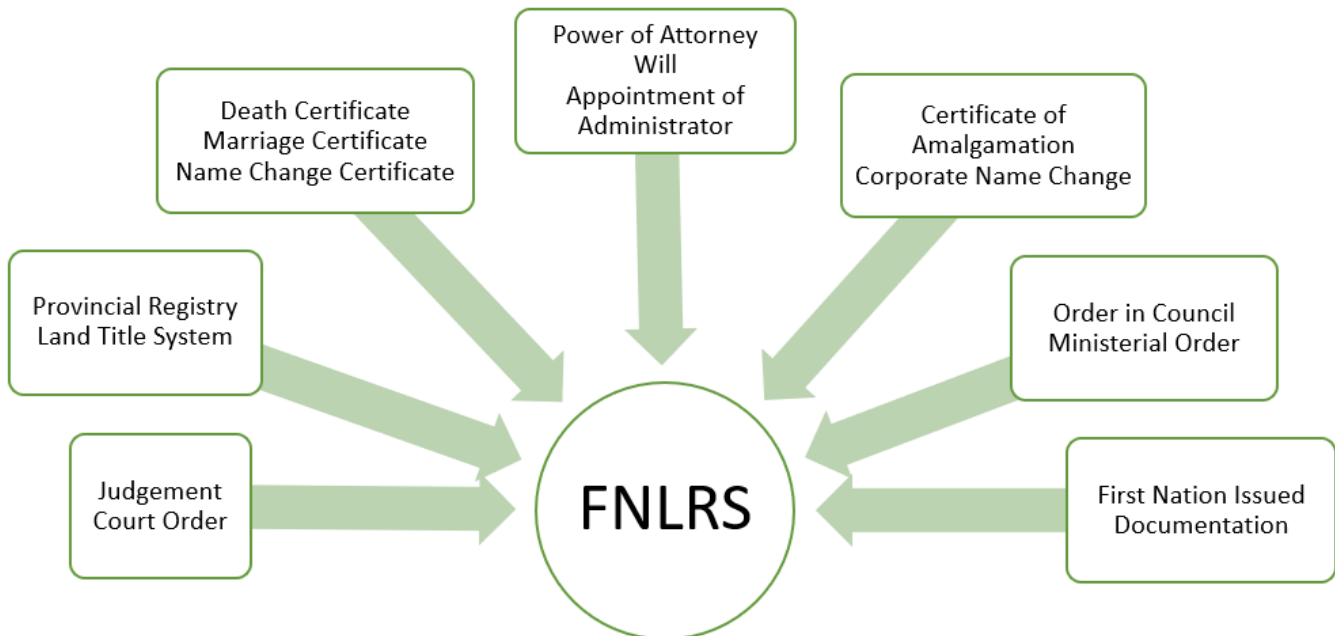 Power of Attorney
Will
Appointment of
Administrator
Death Certificate
Marriage Certificate
Name Change Certificate
Certificate of
Amalgamation
Corporate Name Change
Provincial Registry
Land Title System
Order in Council
Ministerial Order
Judgement
Court Order
FNLRS
First Nation Issued
Documentation